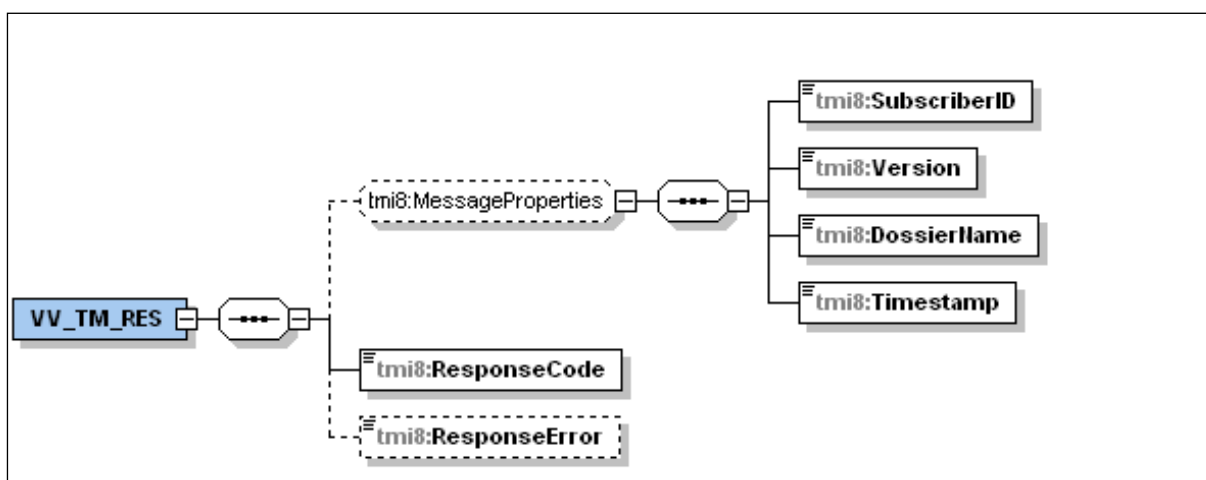 tmi8:SubscriberID
tmi8:MessageProperties
tmi8:Version
tmi8:DossierName
VV_TM_RES
tmi8:Timestamp
tmi8:ResponseCode
tmi8:ResponseError